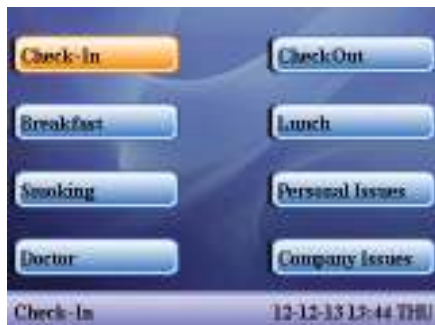 Check-In
CheckOut
Breakfast
Lunch
Smoking
Personal Issues
Doctor
Company Issues
Check-In
12-12-13 13:44 THU